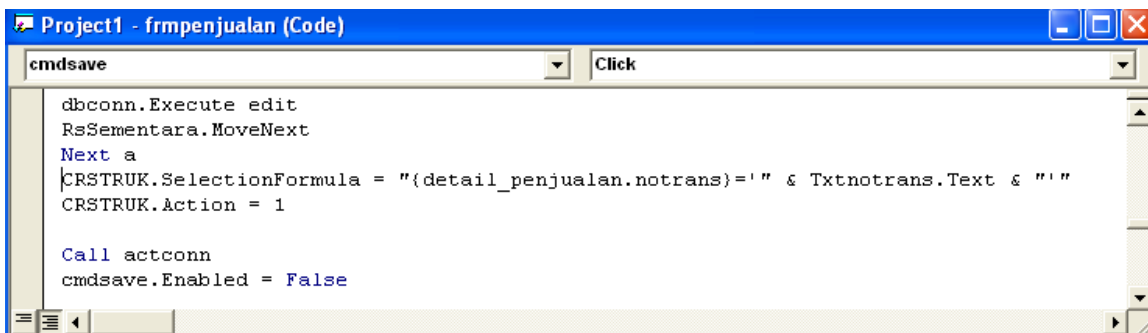 Project1 - frmpenjualan (Code)
cmdsave Click
dbconn.Execute edit
RsSementara.MoveNext
Next a
CRSTRUK.SelectionFormula = "{detail_penjualan.notrans}='" & Txtnotrans.Text & "'"
CRSTRUK.Action = 1
Call actconn
cmdsave.Enabled = False